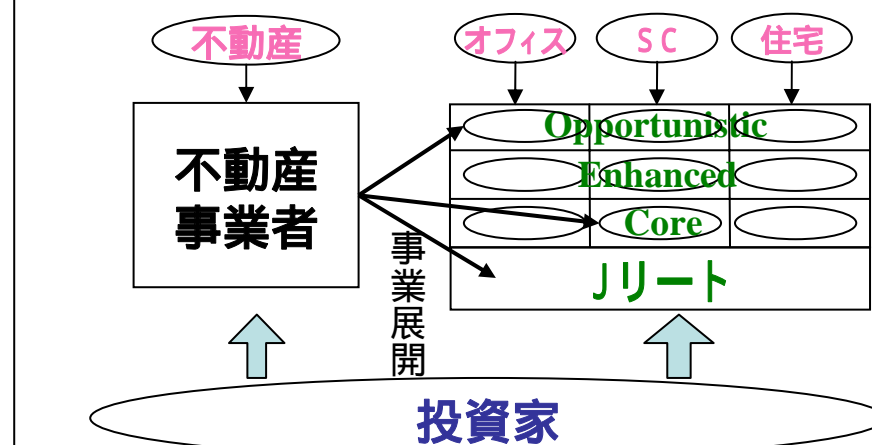 不動産
オフィス
ＳＣ
住宅
不動産
事業者
Opportunistic
Enhanced
Core
Ｊリート
事業展開
投資家